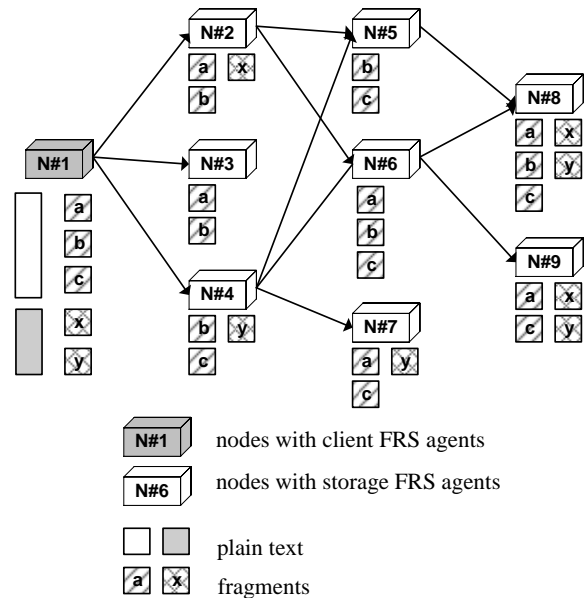 N#2
a x
b
N#5
b
c
N#8
a x
b y
c
N#1
a
b
c
x
y
N#3
a
b
N#6
a
b
c
N#4
b y
c
N#7
a y
c
N#9
a x
c y
N#1 nodes with client FRS agents
N#6 nodes with storage FRS agents
plain text
a x fragments